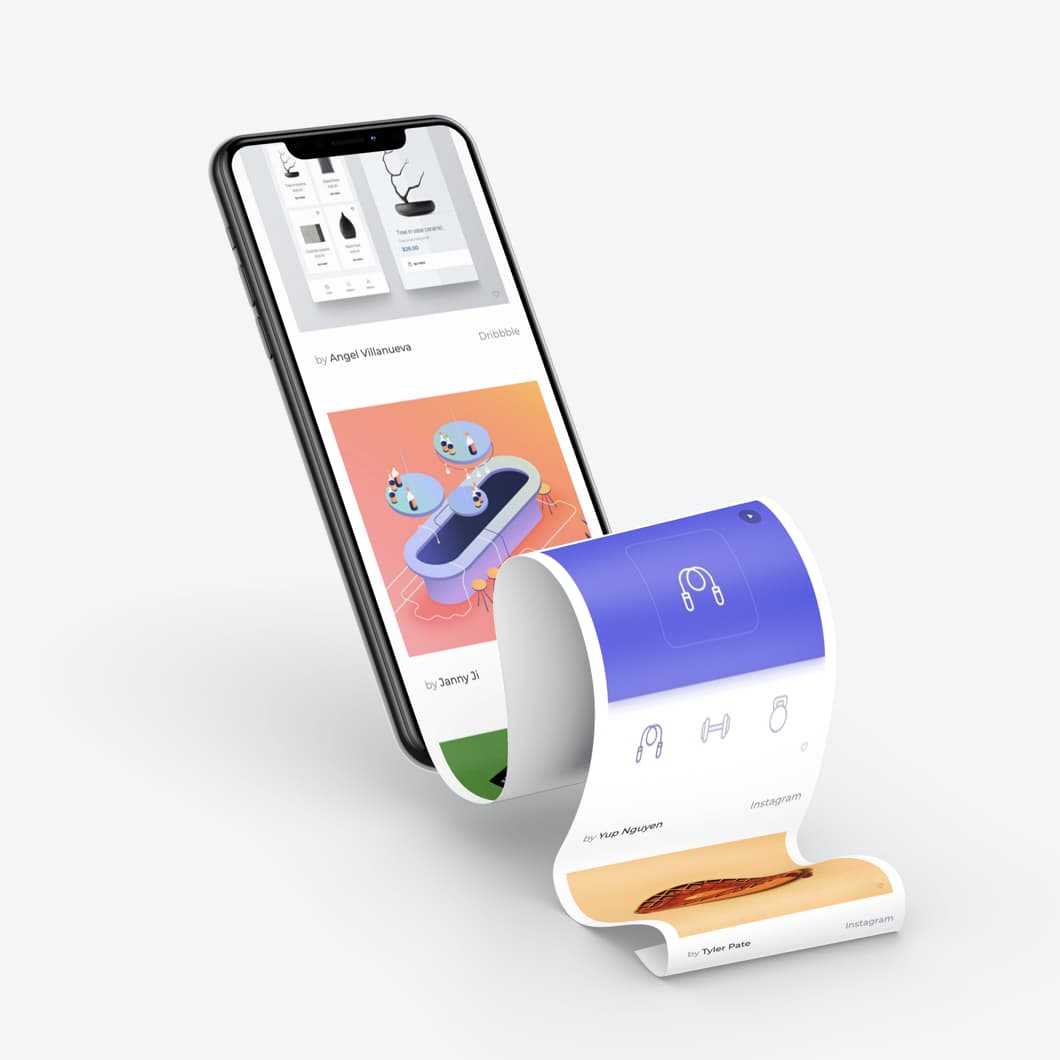 Tree in vase ceramic
$28.00
Dribbble
by Angel Villanueva
by Janny Ji
Instagram
by Yup Nguyen
Instagram
by Tyler Pate